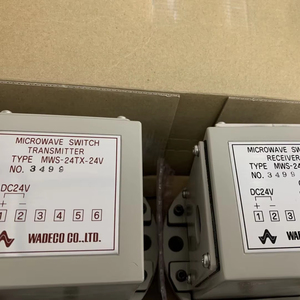 MICROWAVE SWITCH
TRANSMITTER
TYPE MWS-24TX-24V
NO. 3499
DC24V
+ -
1 2 3 4 5 6
WADECO CO.,LTD.
MICROWAVE SW
RECEIVER
TYPE MWS-24
NO. 3499
DC24V
+ -
1 2 3
WADECO